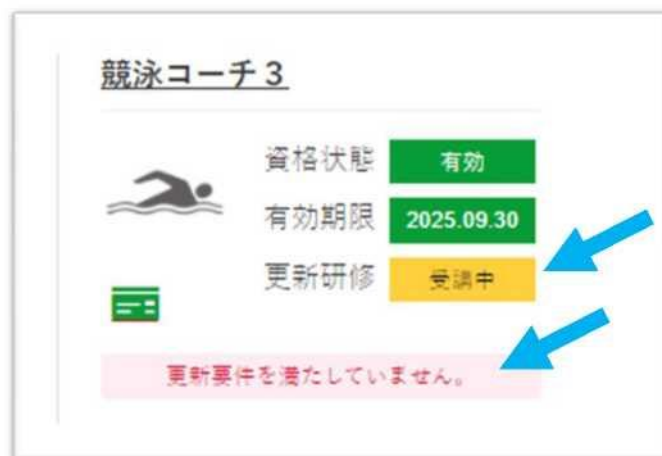 競泳コーチ３
資格状態 有効
有効期限 2025.09.30
更新研修 受講中
更新要件を満たしていません。